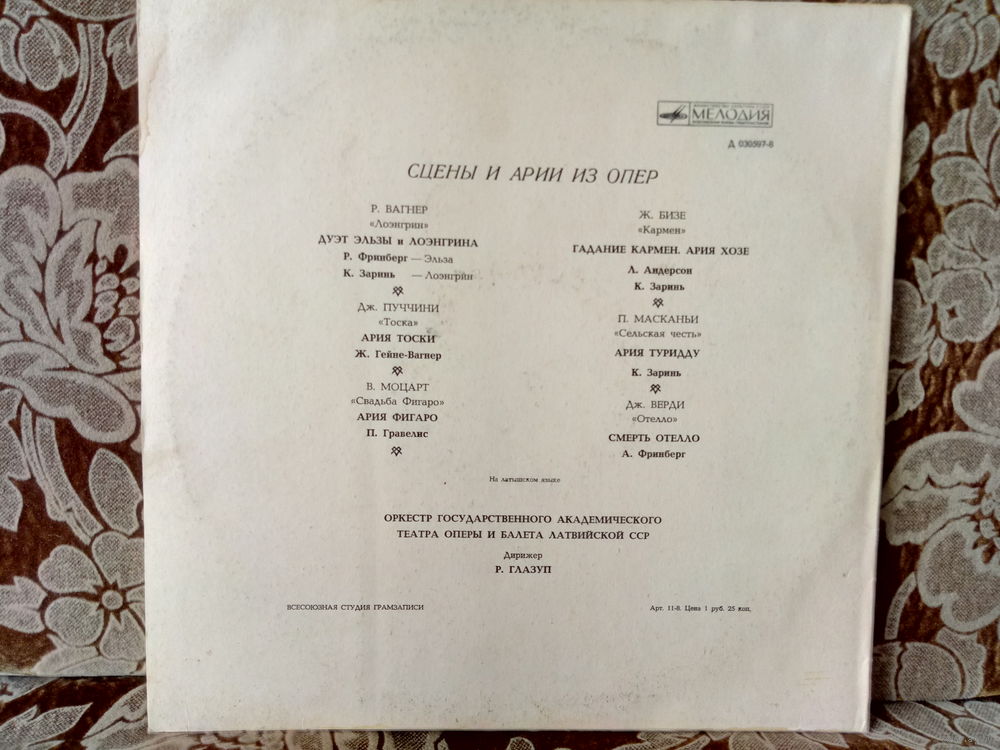 МЕЛОДИЯ
Д 030597-8
СЦЕНЫ И АРИИ ИЗ ОПЕР
Р. ВАГНЕР
«Лоэнгрин»
ДУЭТ ЭЛЬЗЫ и ЛОЭНГРИНА
Р. Фринберг — Эльза
К. Заринь — Лоэнгрин
Дж. ПУЧЧИНИ
«Тоска»
АРИЯ ТОСКИ
Ж. Гейне-Вагнер
В. МОЦАРТ
«Свадьба Фигаро»
АРИЯ ФИГАРО
П. Гравелис
Ж. БИЗЕ
«Кармен»
ГАДАНИЕ КАРМЕН. АРИЯ ХОЗЕ
Л. Андерсон
К. Заринь
П. МАСКАНЬИ
«Сельская честь»
АРИЯ ТУРИДДУ
К. Заринь
Дж. ВЕРДИ
«Отелло»
СМЕРТЬ ОТЕЛЛО
А. Фринберг
На латышском языке
ОРКЕСТР ГОСУДАРСТВЕННОГО АКАДЕМИЧЕСКОГО
ТЕАТРА ОПЕРЫ И БАЛЕТА ЛАТВИЙСКОЙ ССР
Дирижер
Р. ГЛАЗУП
ВСЕСОЮЗНАЯ СТУДИЯ ГРАМЗАПИСИ
Арт. 11-8. Цена 1 руб. 25 коп.